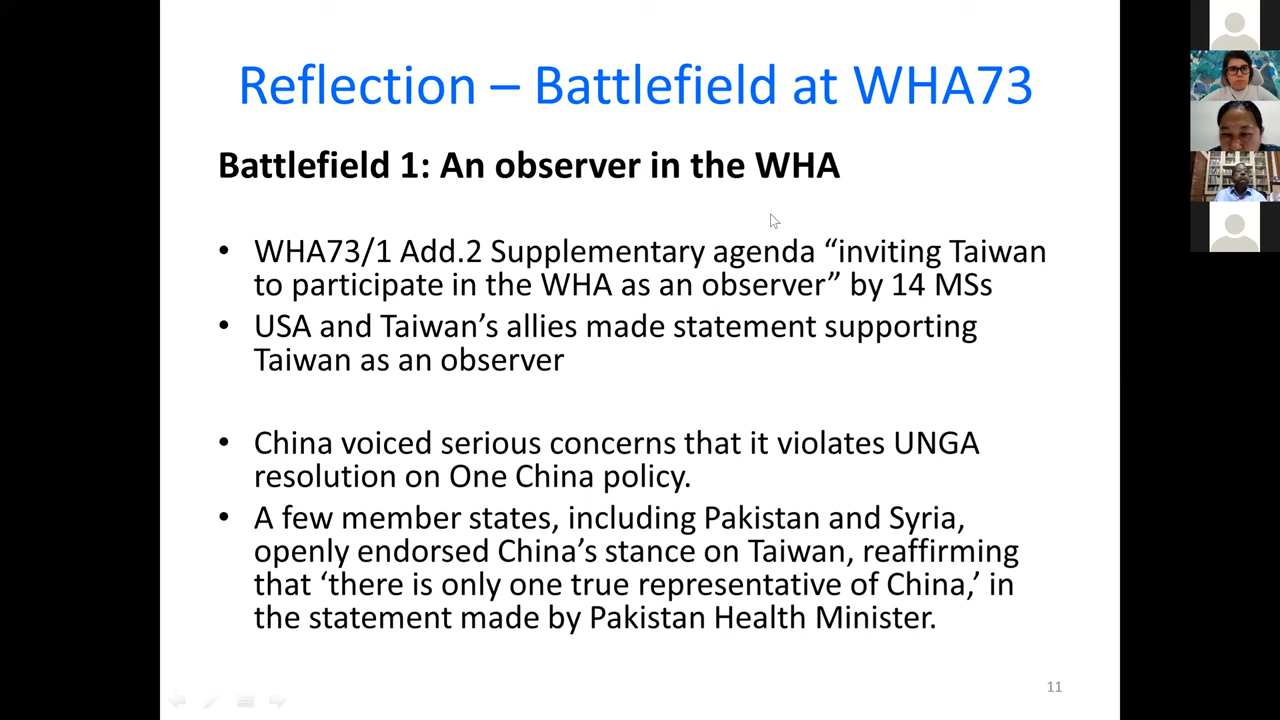 Reflection – Battlefield at WHA73
Battlefield 1: An observer in the WHA
• WHA73/1 Add.2 Supplementary agenda “inviting Taiwan
to participate in the WHA as an observer” by 14 MSs
• USA and Taiwan’s allies made statement supporting
Taiwan as an observer
• China voiced serious concerns that it violates UNGA
resolution on One China policy.
• A few member states, including Pakistan and Syria,
openly endorsed China’s stance on Taiwan, reaffirming
that ‘there is only one true representative of China,’ in
the statement made by Pakistan Health Minister.
11